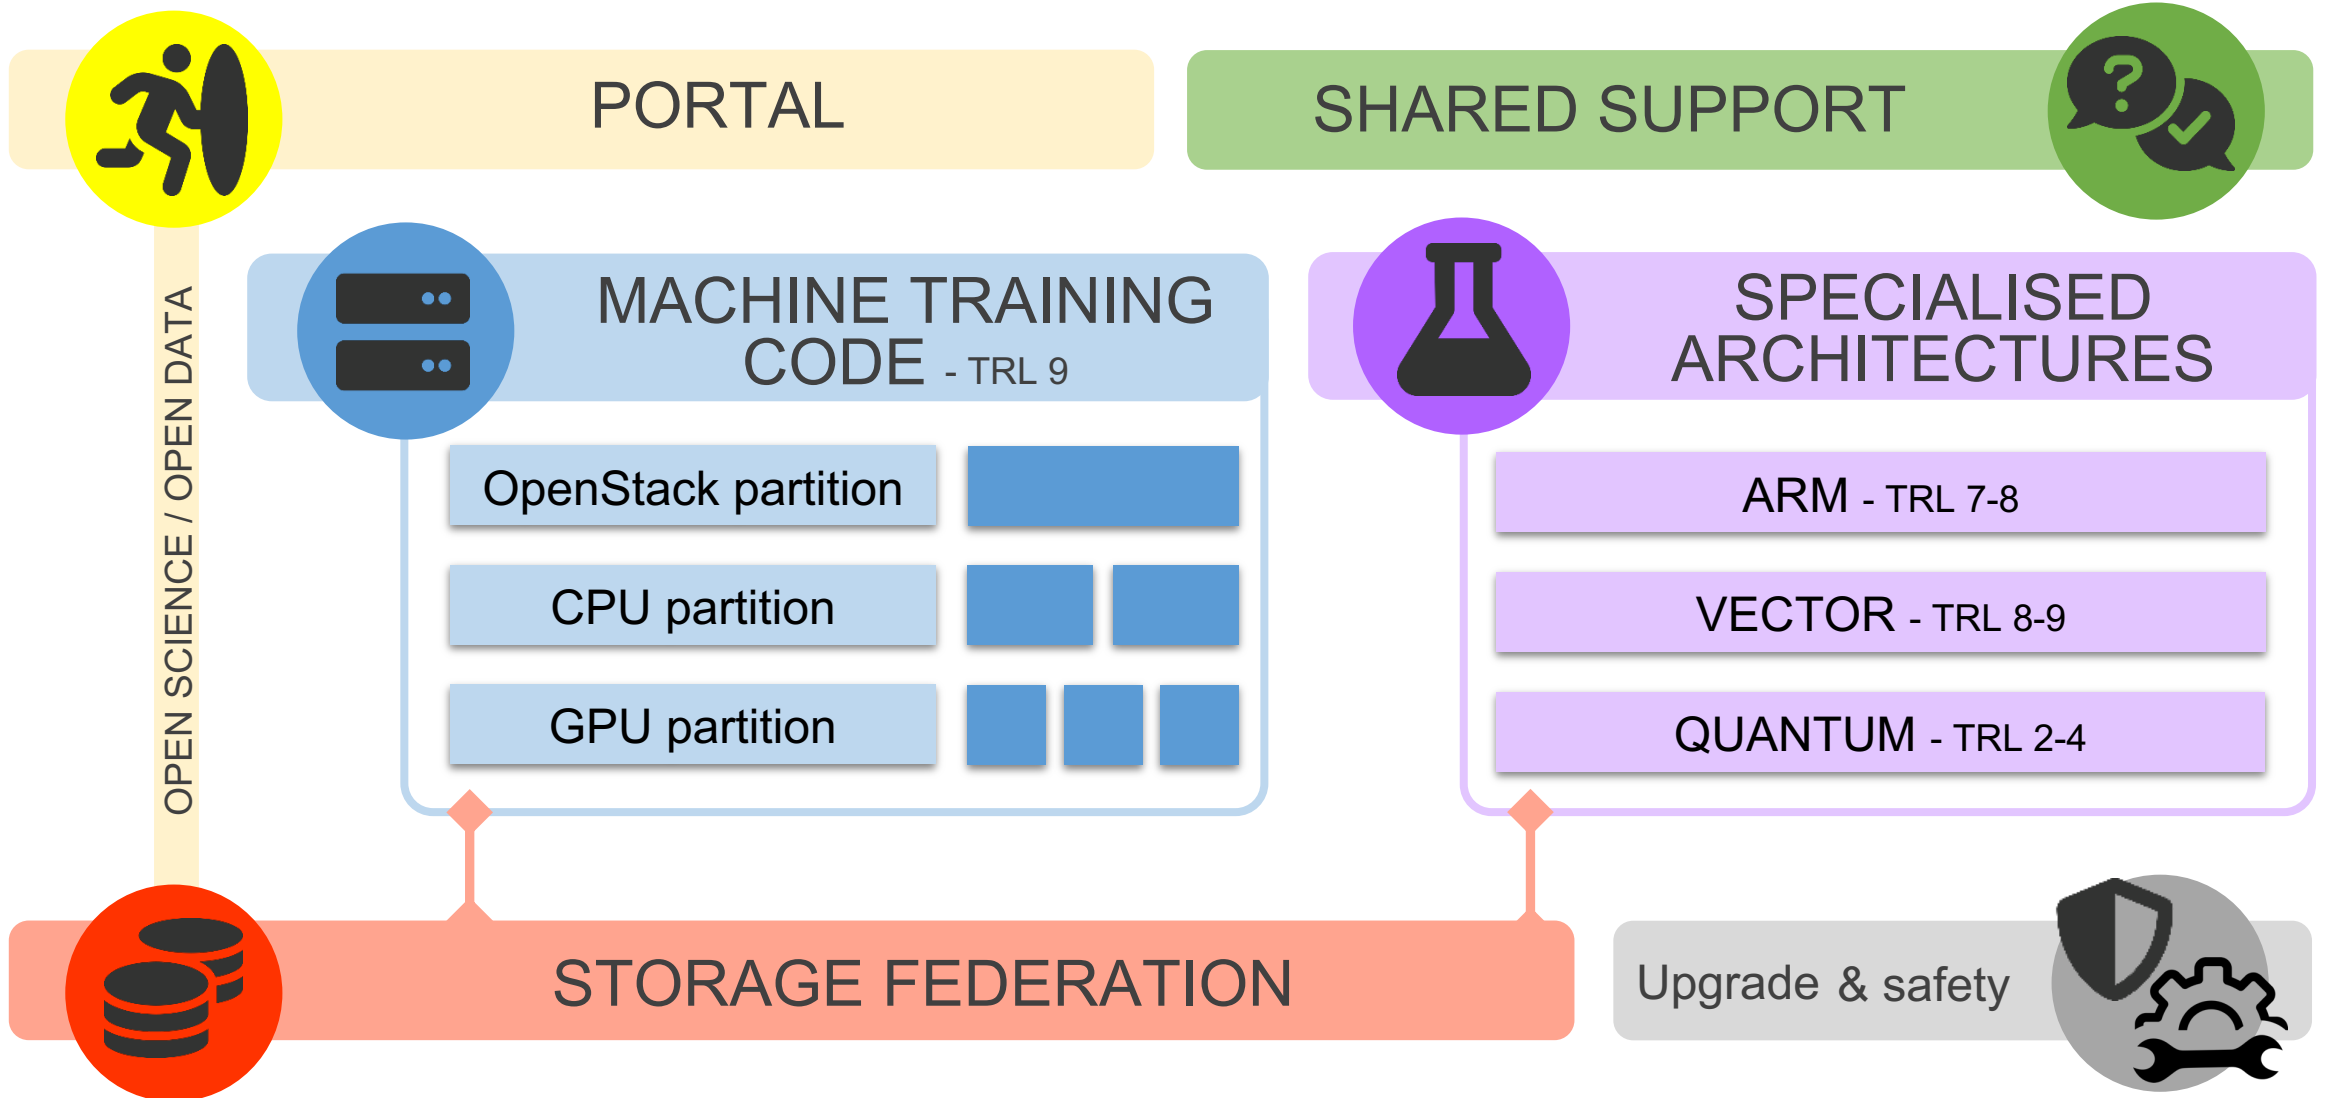 PORTAL
SHARED SUPPORT
OPEN SCIENCE / OPEN DATA
MACHINE TRAINING
CODE - TRL 9
OpenStack partition
CPU partition
GPU partition
SPECIALISED
ARCHITECTURES
ARM - TRL 7-8
VECTOR - TRL 8-9
QUANTUM - TRL 2-4
STORAGE FEDERATION
Upgrade & safety